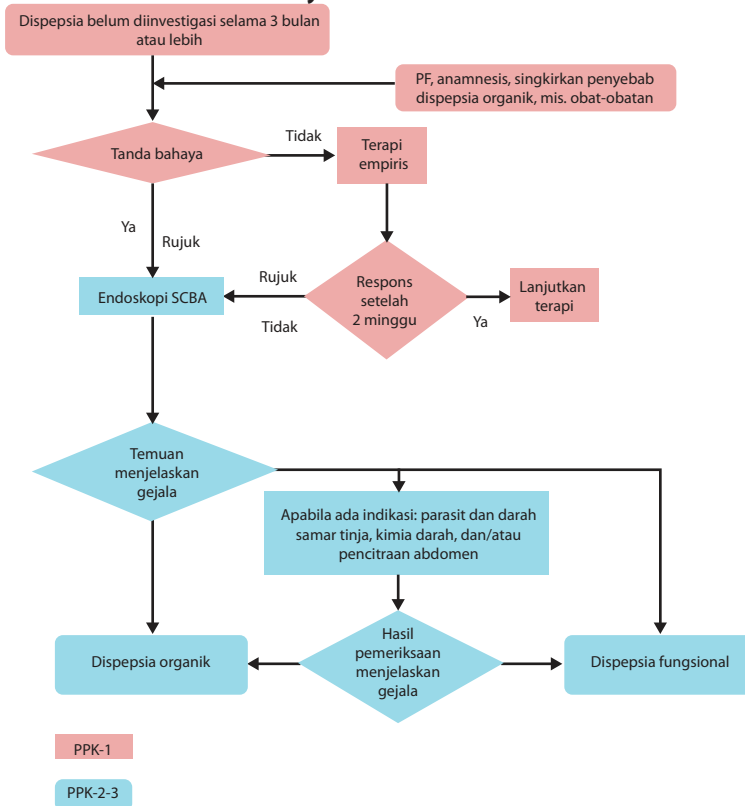 Dispepsia belum diinvestigasi selama 3 bulan
atau lebih
PF, anamnesis, singkirkan penyebab
dispepsia organik, mis. obat-obatan
Tanda bahaya
Tidak
Terapi
empiris
Ya
Rujuk
Endoskopi SCBA
Rujuk
Tidak
Respons
setelah
2 minggu
Ya
Lanjutkan
terapi
Temuan
menjelaskan
gejala
Apabila ada indikasi: parasit dan darah
samar tinja, kimia darah, dan/atau
pencitraan abdomen
Dispepsia organik
Hasil
pemeriksaan
menjelaskan
gejala
Dispepsia fungsional
PPK-1
PPK-2-3